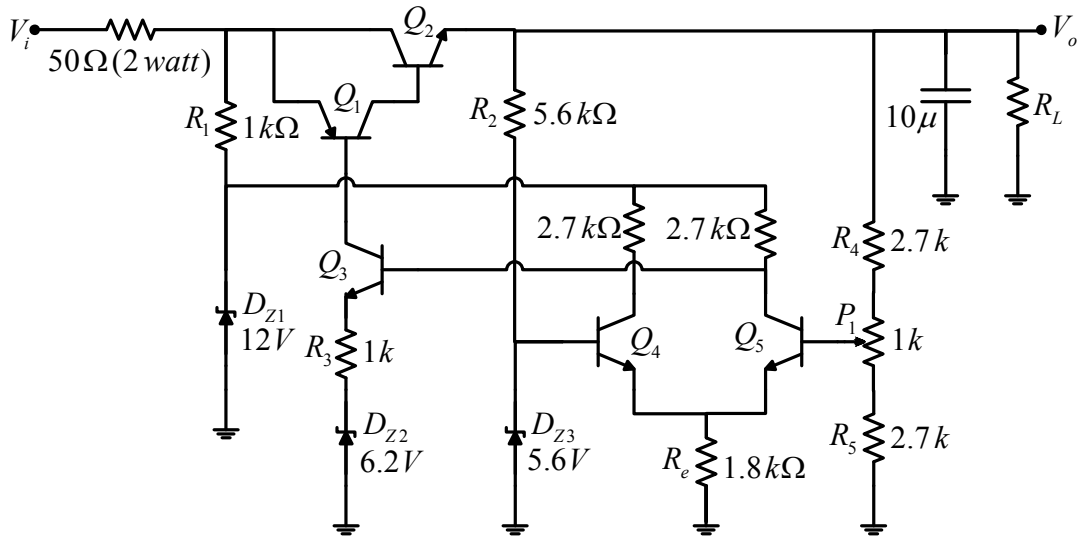 V_i
50Ω(2 watt)
Q_2
V_o
Q_1
R_1
1kΩ
R_2
5.6kΩ
10μ
R_L
2.7kΩ
2.7kΩ
R_4
2.7k
Q_3
D_Z1
12V
P_1
1k
R_3
1k
Q_4
Q_5
D_Z2
6.2V
D_Z3
5.6V
R_e
1.8kΩ
R_5
2.7k